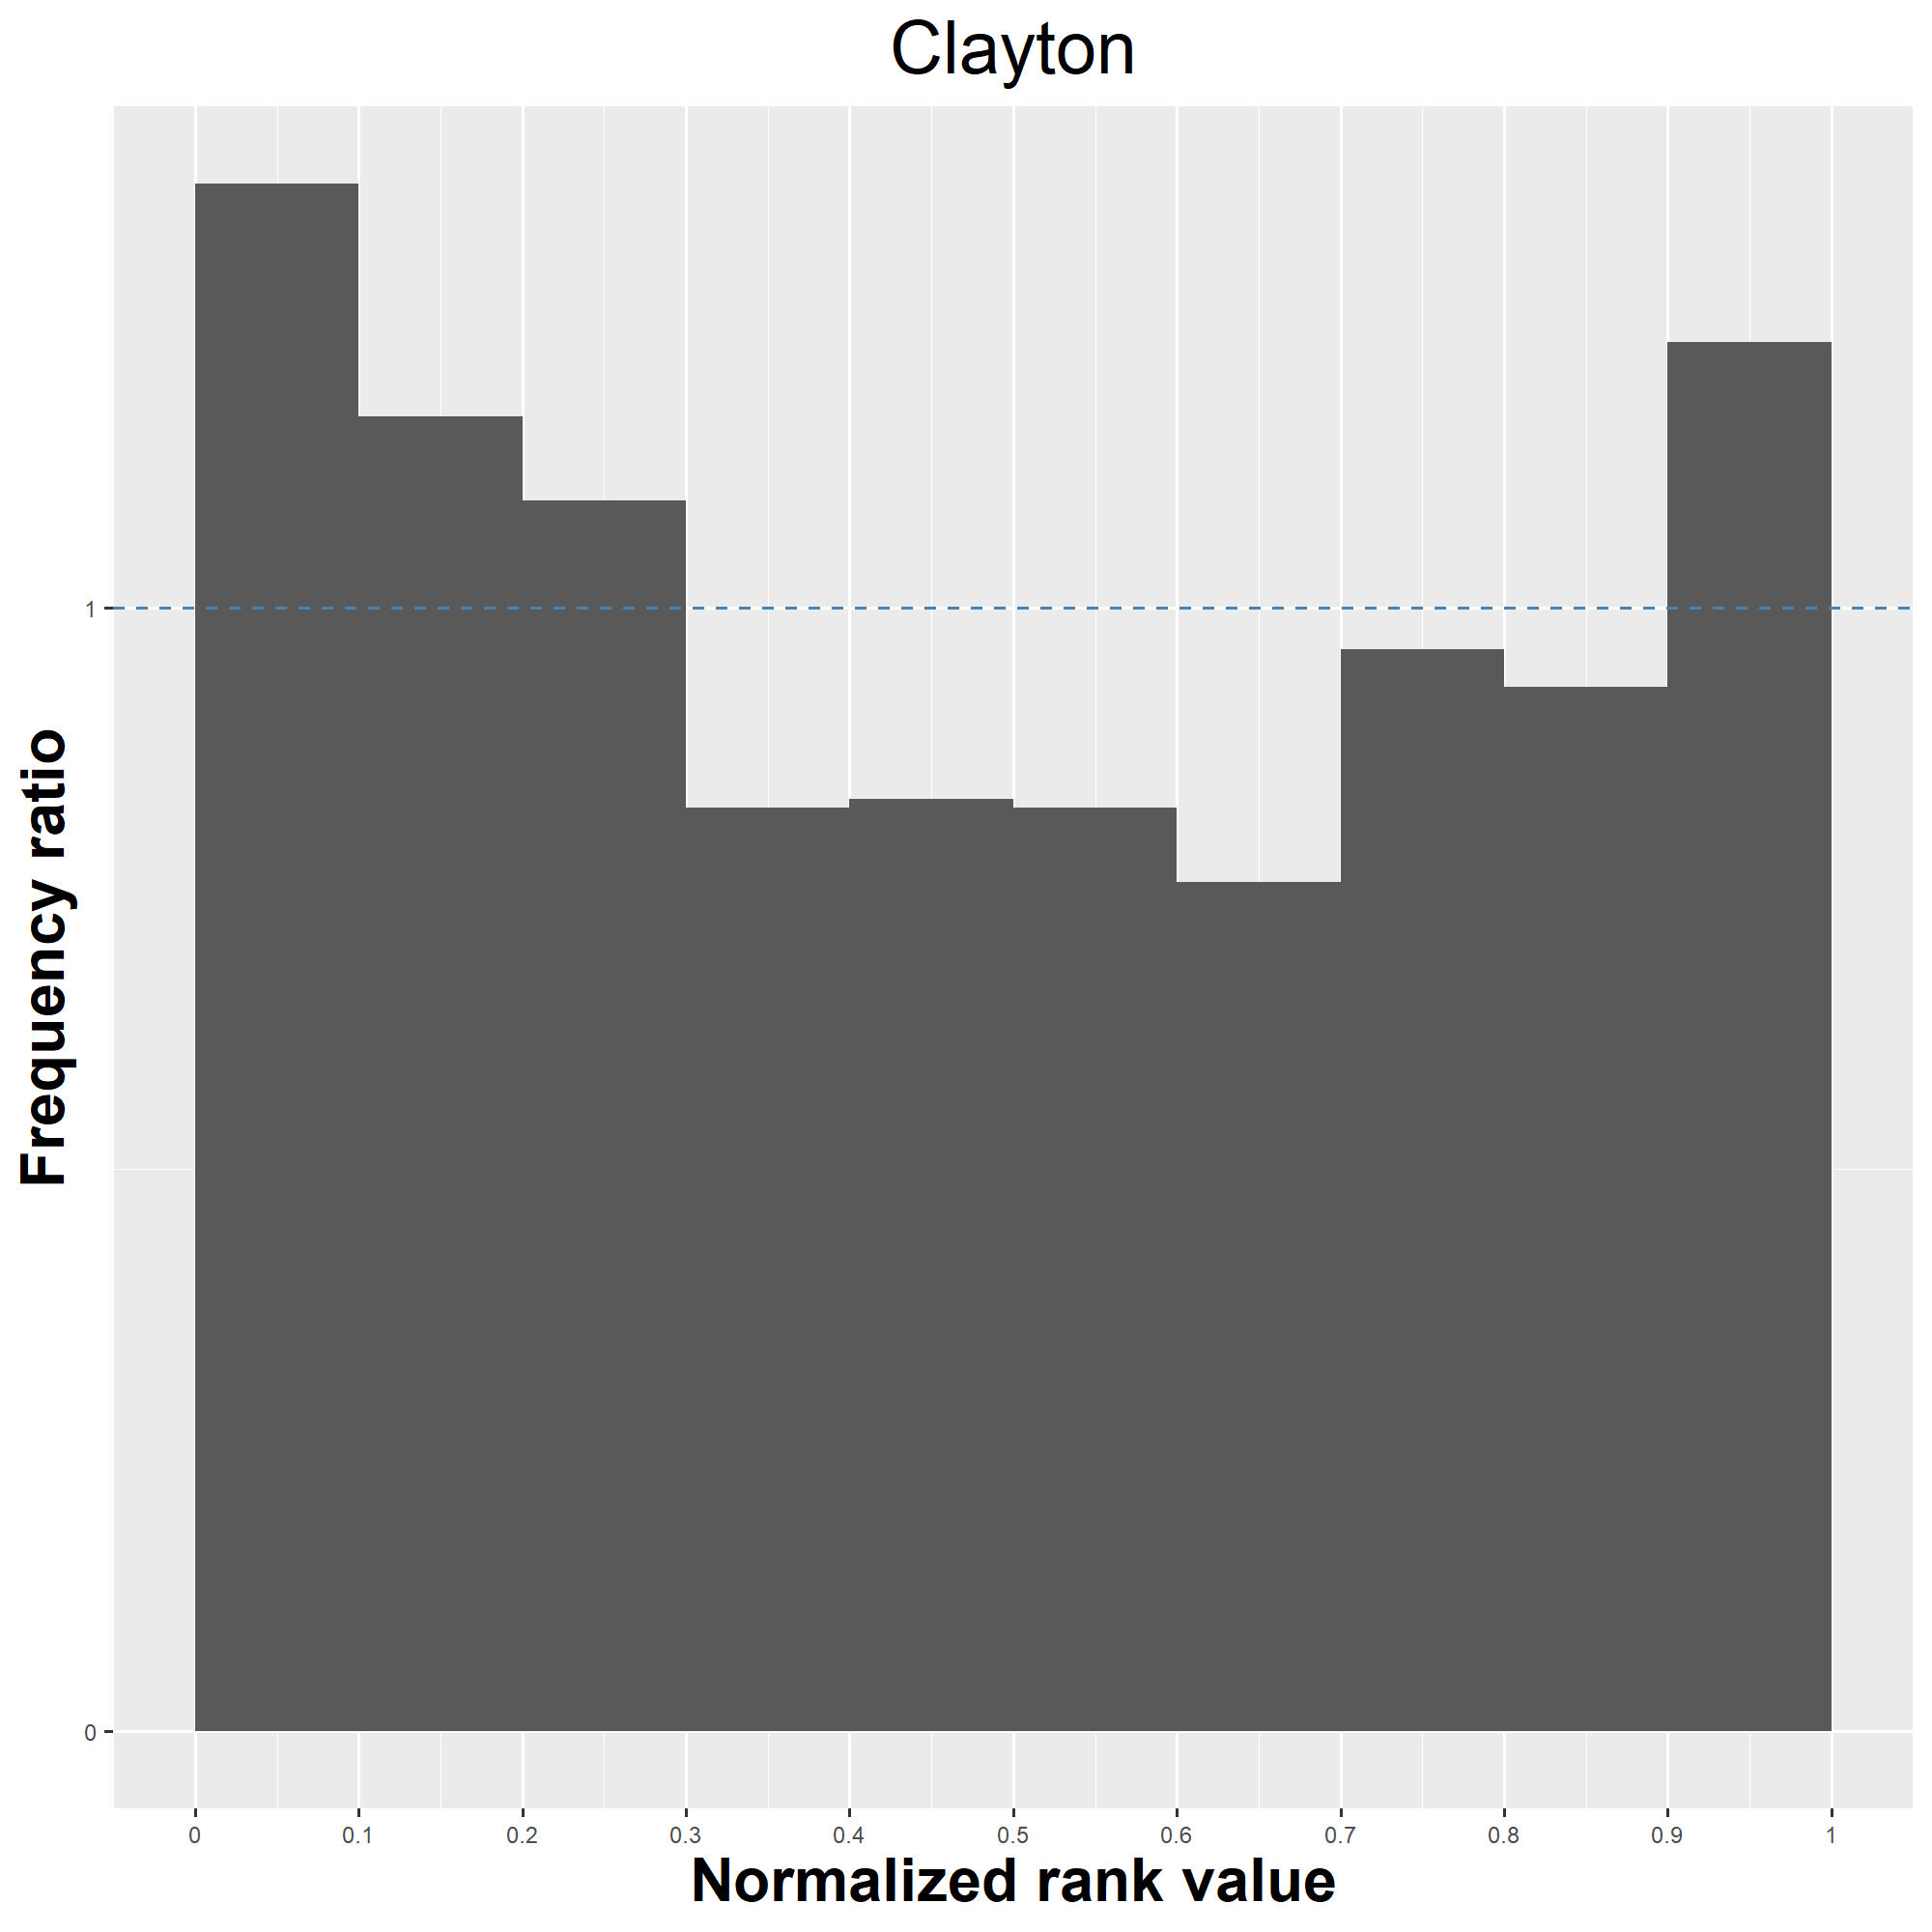 Clayton
Frequency ratio
1
0
0 0.1 0.2 0.3 0.4 0.5 0.6 0.7 0.8 0.9 1
Normalized rank value